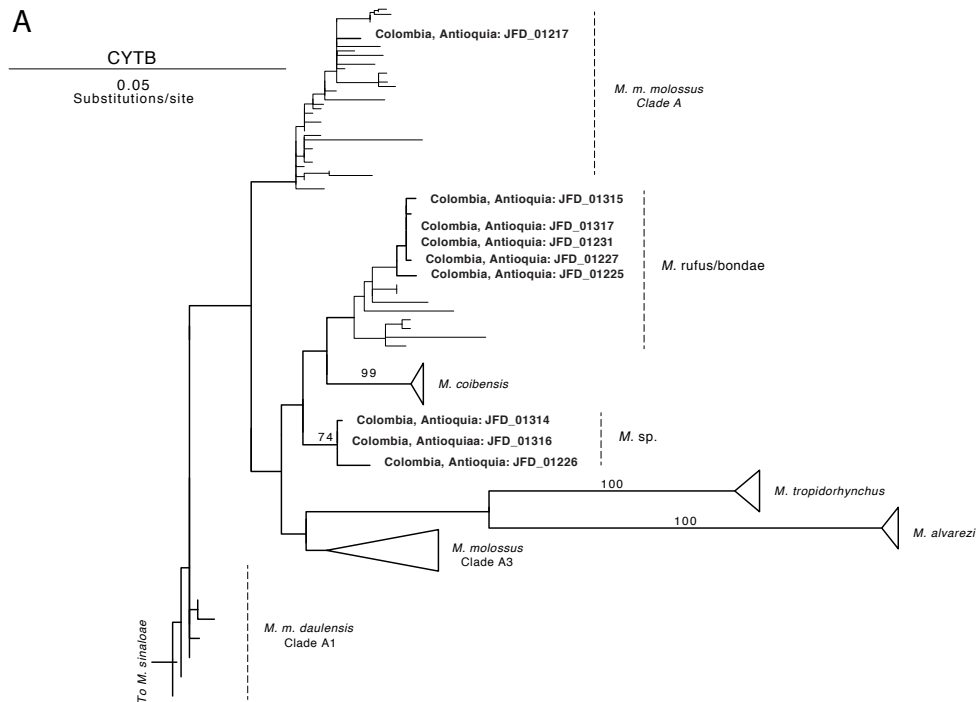 A
CYTB
0.05
Substitutions/site
Colombia, Antioquia: JFD_01217
M. m. molossus
Clade A
Colombia, Antioquia: JFD_01315
Colombia, Antioquia: JFD_01317
Colombia, Antioquia: JFD_01231
Colombia, Antioquia: JFD_01227
Colombia, Antioquia: JFD_01225
M. rufus/bondae
99
M. coibensis
Colombia, Antioquia: JFD_01314
74
Colombia, Antioquiaa: JFD_01316
Colombia, Antioquia: JFD_01226
M. sp.
100
M. tropidorhynchus
100
M. alvarezi
M. molossus
Clade A3
M. m. daulensis
Clade A1
To M. sinaloae